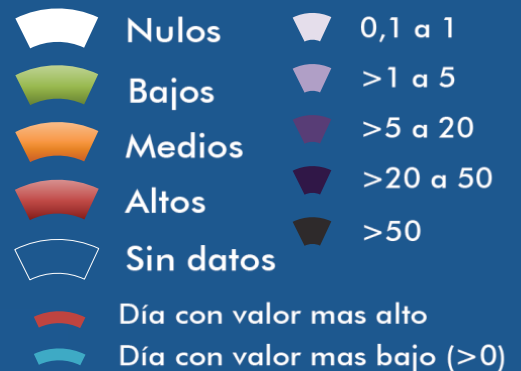 Nulos
Bajos
Medios
Altos
Sin datos
0,1 a 1
>1 a 5
>5 a 20
>20 a 50
>50
Día con valor mas alto
Día con valor mas bajo (>0)